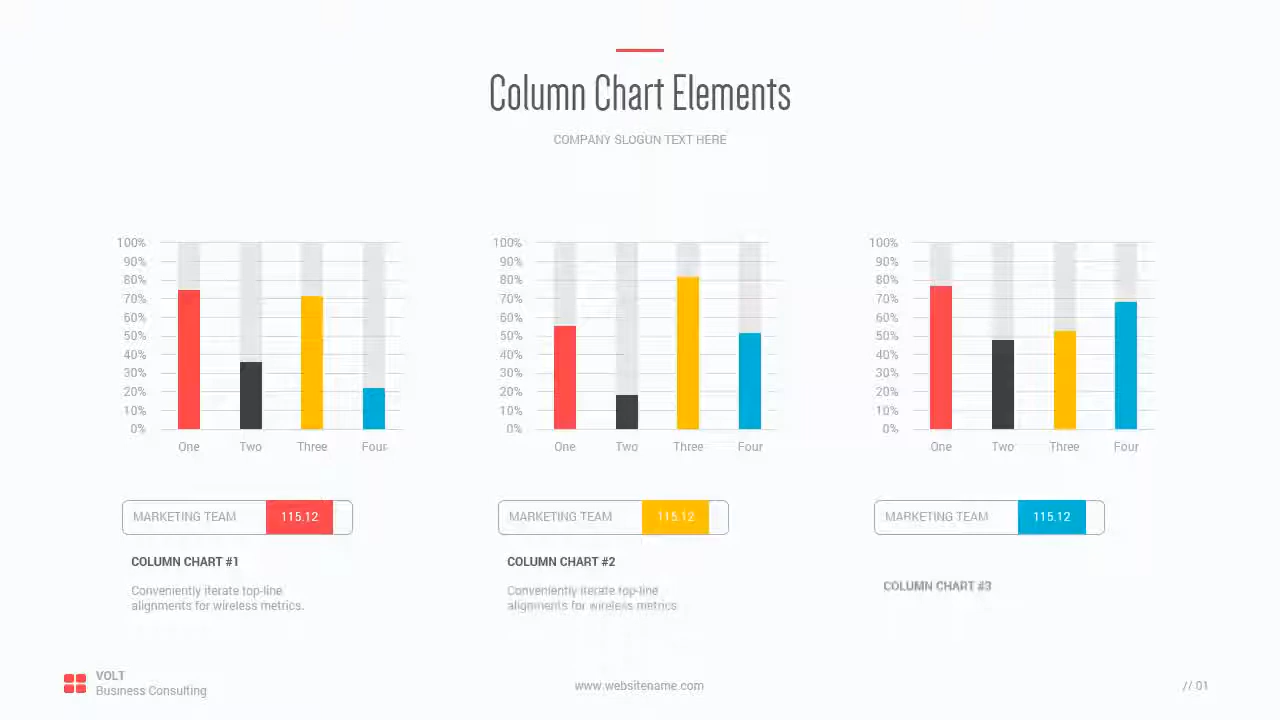 Column Chart Elements
COMPANY SLOGUN TEXT HERE
100%
90%
80%
70%
60%
50%
40%
30%
20%
10%
0%
One Two Three Four
MARKETING TEAM 115.12
COLUMN CHART #1
Conveniently iterate top-line
alignments for wireless metrics.
100%
90%
80%
70%
60%
50%
40%
30%
20%
10%
0%
One Two Three Four
MARKETING TEAM 115.12
COLUMN CHART #2
Conveniently iterate top-line
alignments for wireless metrics
100%
90%
80%
70%
60%
50%
40%
30%
20%
10%
0%
One Two Three Four
MARKETING TEAM 115.12
COLUMN CHART #3
VOLT
Business Consulting
www.websitename.com
// 01